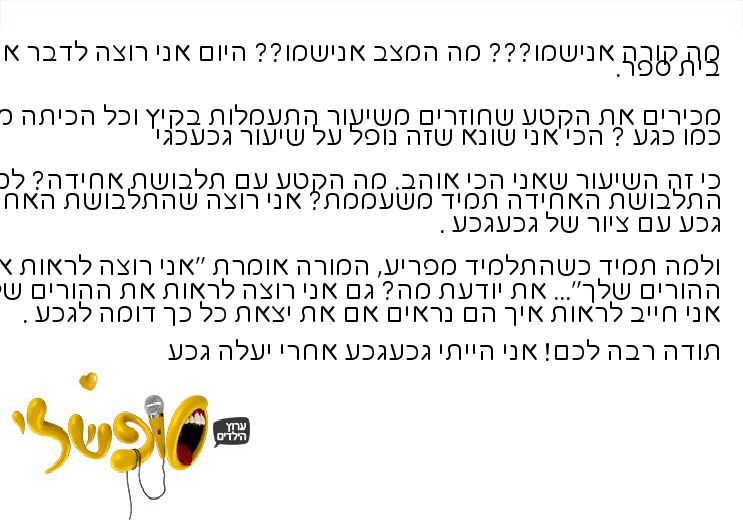 מה קורה אנישמו??? מה המצב אנישמו?? היום אני רוצה לדבר
בית ספר.
מכירים את הקטע שחוזרים משיעור התעמלות בקיץ וכל הכיתה
כמו כגע ? הכי אני שונא שזה נופל על שיעור גכעכגי
כי זה השיעור שאני הכי אוהב. מה הקטע עם תלבושת אחידה?
התלבושת האחידה תמיד משעממת? אני רוצה שהתלבושת
גכע עם ציור של גכעגכע .
ולמה תמיד כשהתלמיד מפריע, המורה אומרת "אני רוצה לראות
ההורים שלך"... את יודעת מה? גם אני רוצה לראות את ההורים
אני חייב לראות איך הם נראים אם את יצאת כל כך דומה לגכע .
תודה רבה לכם! אני הייתי גכעגכע אחרי יעלה גכע
סופשלי
ערוץ
הילדים